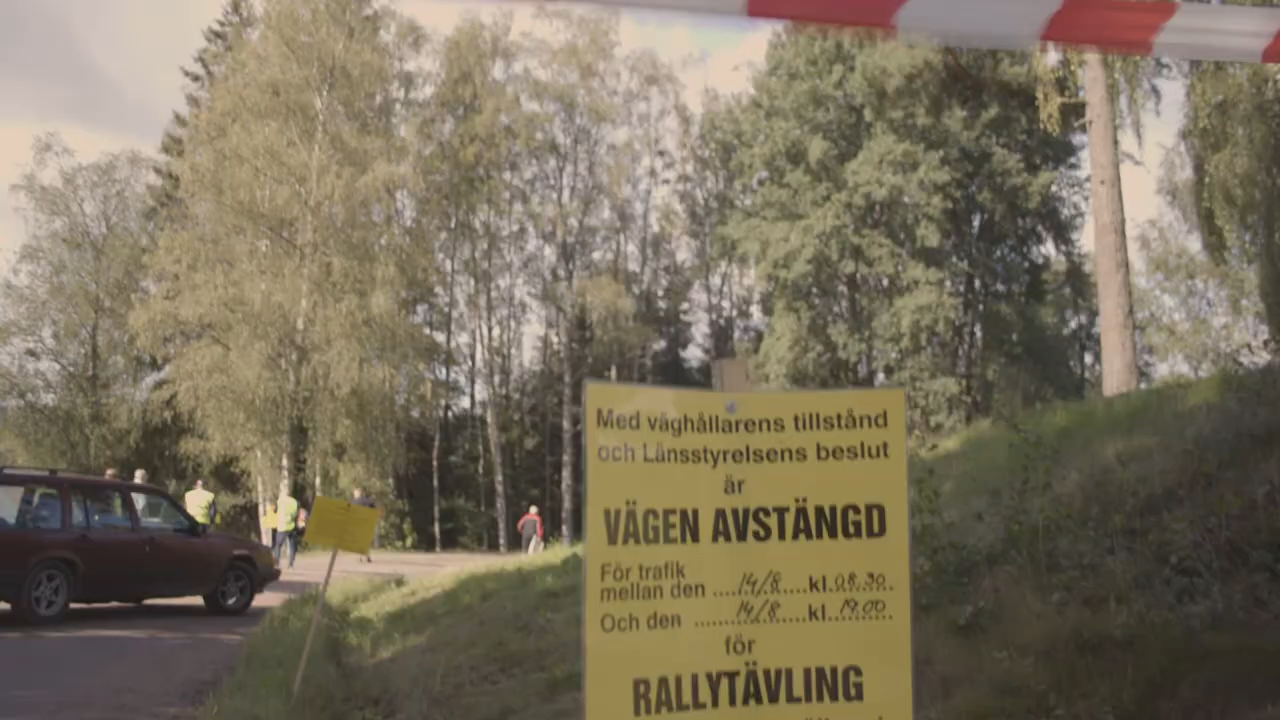 Med väghållarens tillstånd
och Länsstyrelsens beslut
är
VÄGEN AVSTÄNGD
För trafik
mellan den ....14/8....kl.08.30..
Och den ........14/8....kl.19.00..
för
RALLYTÄVLING